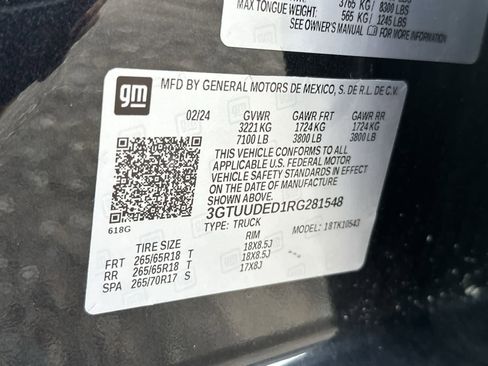 3765 KG / 8300 LBS
MAX TONGUE WEIGHT: 565 KG / 1245 LBS
SEE OWNER'S MANUAL FOR
gm
MFD BY GENERAL MOTORS DE MEXICO, S. DE R.L. DE C.V.
02/24 GVWR GAWR FRT GAWR RR
3221 KG 1724 KG 1724 KG
7100 LB 3800 LB 3800 LB
THIS VEHICLE CONFORMS TO ALL
APPLICABLE U.S. FEDERAL MOTOR
VEHICLE SAFETY STANDARDS IN
EFFECT ON THE DATE OF
MANUFACTURE SHOWN ABOVE.
618G
3GTUUDED1RG281548
TYPE: TRUCK MODEL: 18TK10543
TIRE SIZE RIM
FRT 265/65R18 T 18X8.5J
RR 265/65R18 T 18X8.5J
SPA 265/70R17 S 17X8J